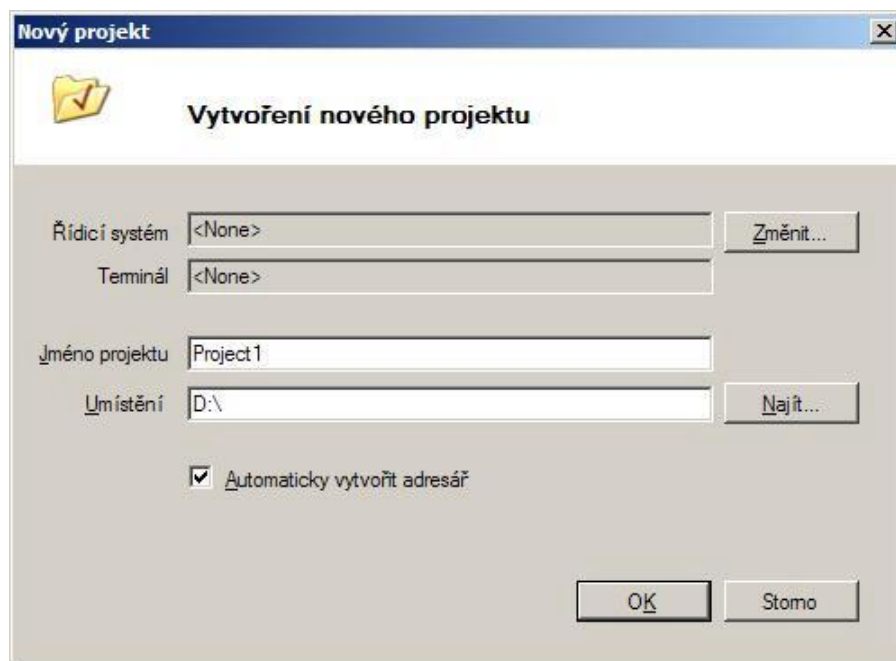 Nový projekt
Vytvoření nového projektu
Řídicí systém <None> Změnit...
Terminál <None>
Jméno projektu Project1
Umístění D:\ Najít...
Automaticky vytvořit adresář
OK Storno